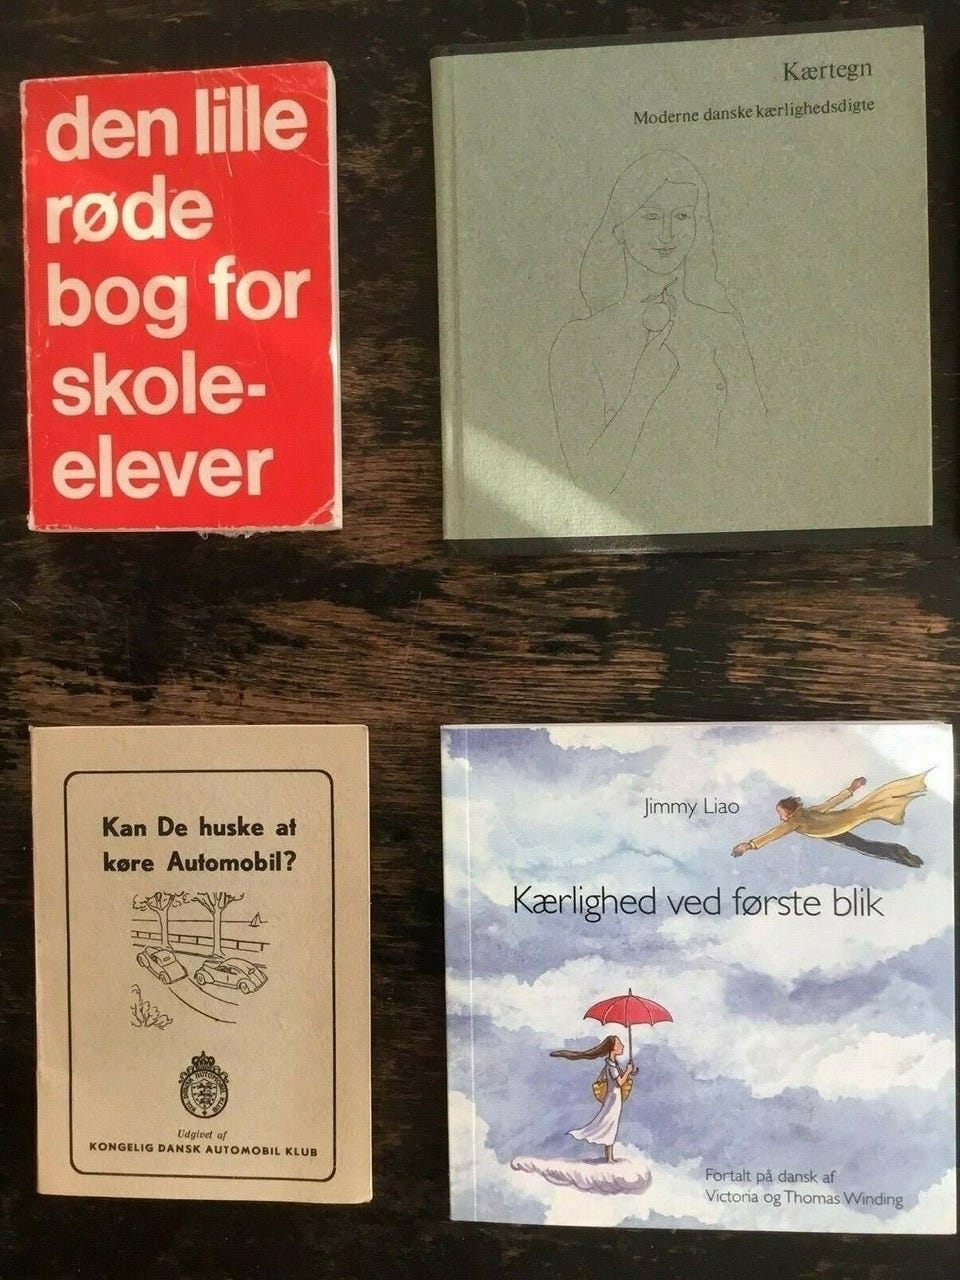 den lille
røde
bog for
skole-
elever
Kærtegn
Moderne danske kærlighedsdigte
Kan De huske at
køre Automobil?
Udgivet af
KONGELIG DANSK AUTOMOBIL KLUB
Jimmy Liao
Kærlighed ved første blik
Fortalt på dansk af
Victoria og Thomas Winding